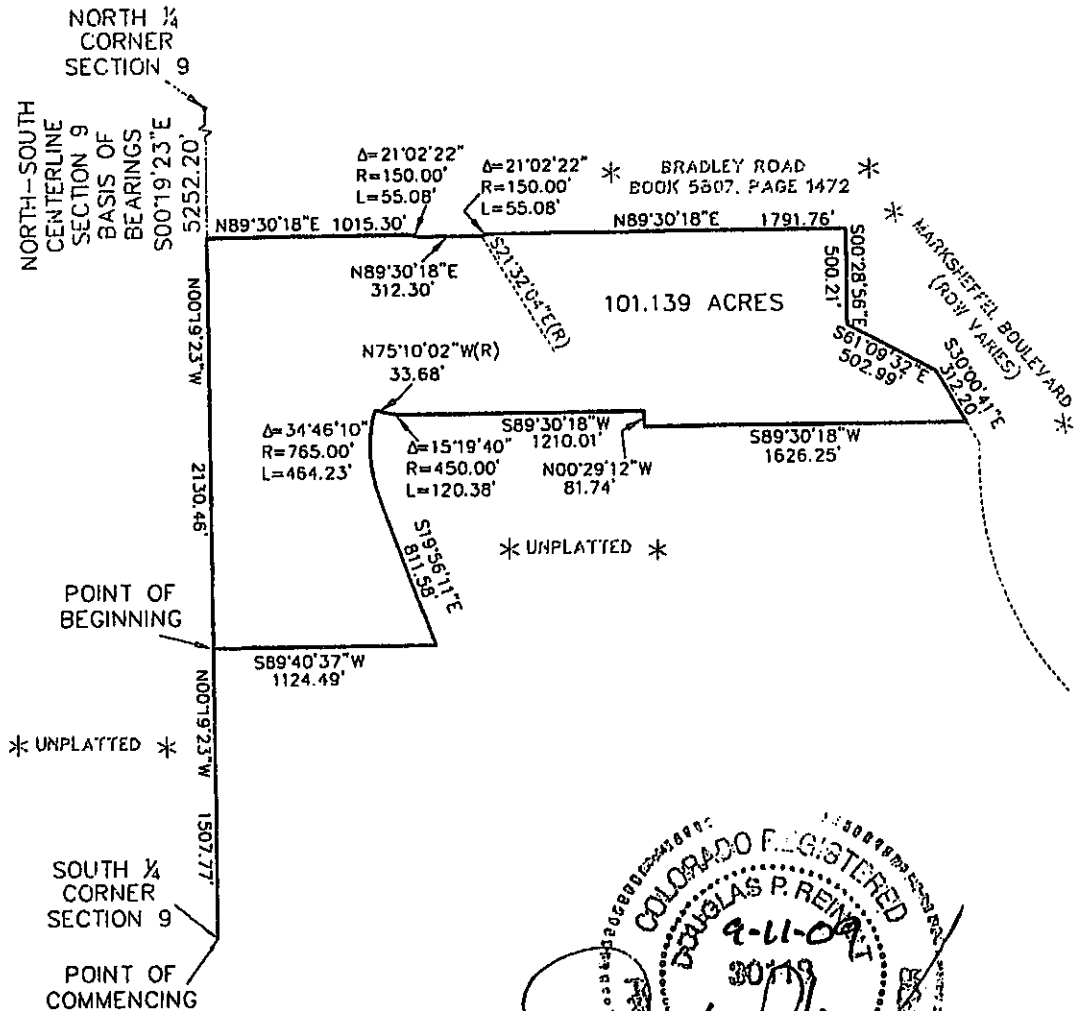 NORTH ¼
CORNER
SECTION 9
NORTH-SOUTH
CENTERLINE
SECTION 9
BASIS OF
BEARINGS
S00°19'23"E
5252.20'
Δ=21°02'22"
R=150.00'
L=55.08'
Δ=21°02'22"
R=150.00'
L=55.08'
* BRADLEY ROAD *
BOOK 5807, PAGE 1472
N89°30'18"E 1015.30'
N89°30'18"E 1791.76'
N89°30'18"E
312.30'
S21°32'04"E(R)
101.139 ACRES
S00°28'56"E
500.21'
* MARKSHEFFEL BOULEVARD *
(ROW VARIES)
S61°09'32"E
502.99'
S30°00'41"E
312.20'
N00°19'23"W
2130.46'
N75°10'02"W(R)
33.68'
Δ=34°46'10"
R=765.00'
L=464.23'
Δ=15°19'40"
R=450.00'
L=120.38'
S89°30'18"W
1210.01'
N00°29'12"W
81.74'
S89°30'18"W
1626.25'
S19°56'11"E
811.58'
* UNPLATTED *
POINT OF
BEGINNING
S89°40'37"W
1124.49'
* UNPLATTED *
N00°19'23"W
1507.77'
SOUTH ¼
CORNER
SECTION 9
POINT OF
COMMENCING
COLORADO REGISTERED
DOUGLAS P.
9-11-09